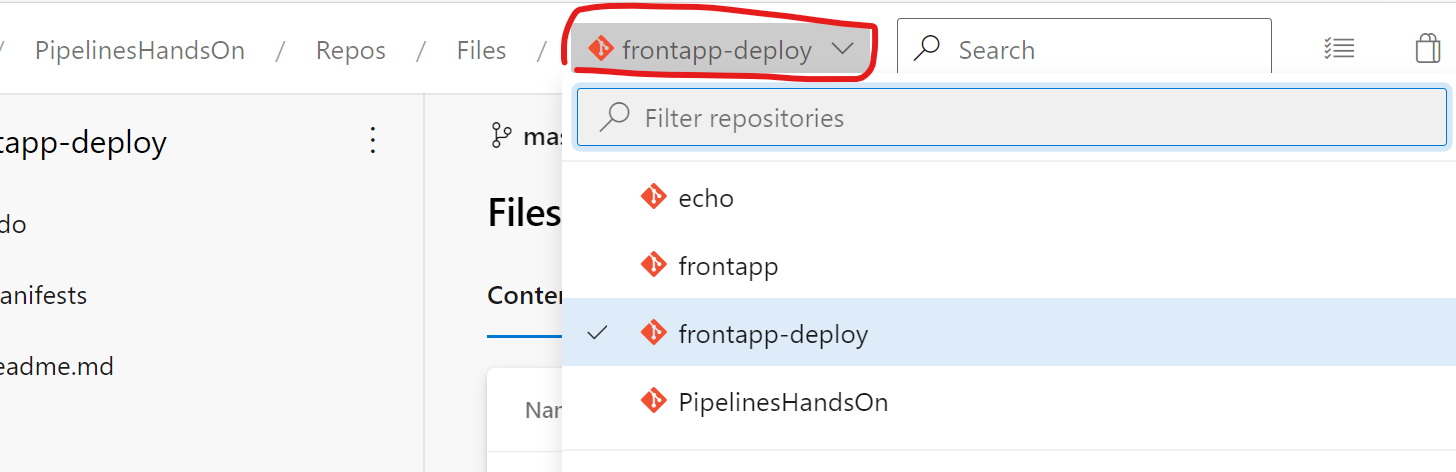 / PipelinesHandsOn / Repos / Files / frontapp-deploy Search
Filter repositories
tapp-deploy
mas
do
echo
Files
frontapp
anifests
Conten
frontapp-deploy
eadme.md
PipelinesHandsOn
Nar